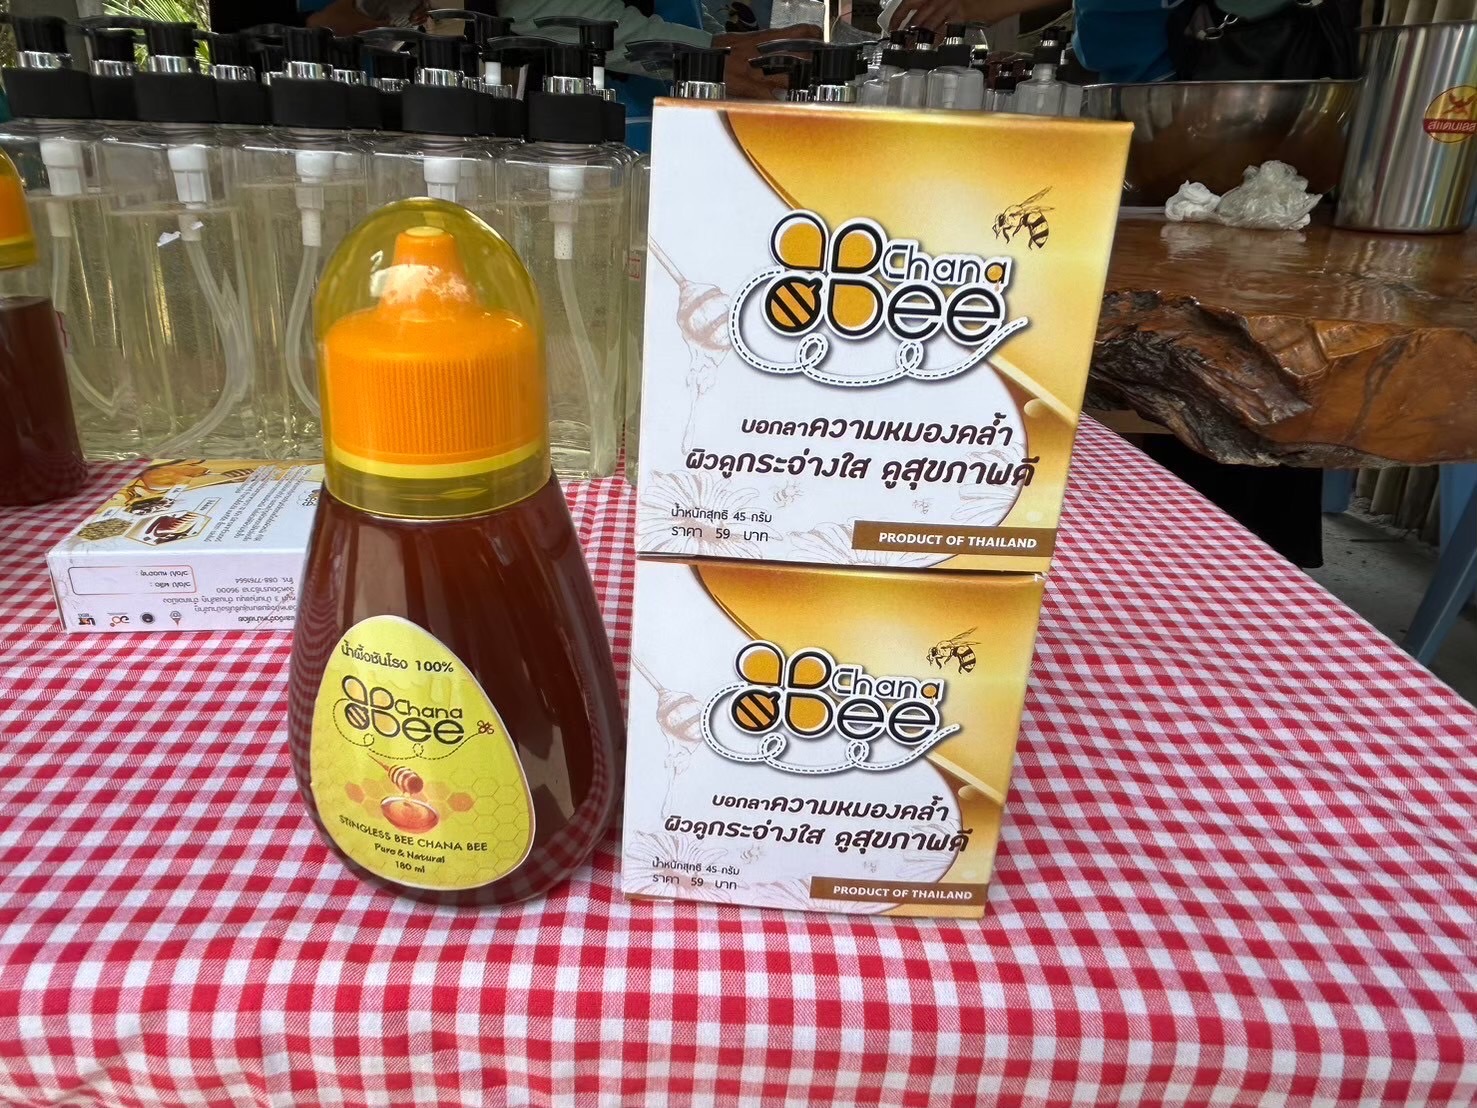 สแตนเลส
Chana
Bee
บอกลาความหมองคล้ำ
ผิวดูกระจ่างใส ดูสุขภาพดี
น้ำหนักสุทธิ 45 กรัม
ราคา 59 บาท
PRODUCT OF THAILAND
Chana
Bee
บอกลาความหมองคล้ำ
ผิวดูกระจ่างใส ดูสุขภาพดี
น้ำหนักสุทธิ 45 กรัม
ราคา 59 บาท
PRODUCT OF THAILAND
น้ำผึ้งชันโรง 100%
Chana
Bee
STINGLESS BEE CHANA BEE
Pure & Natural
180 ml